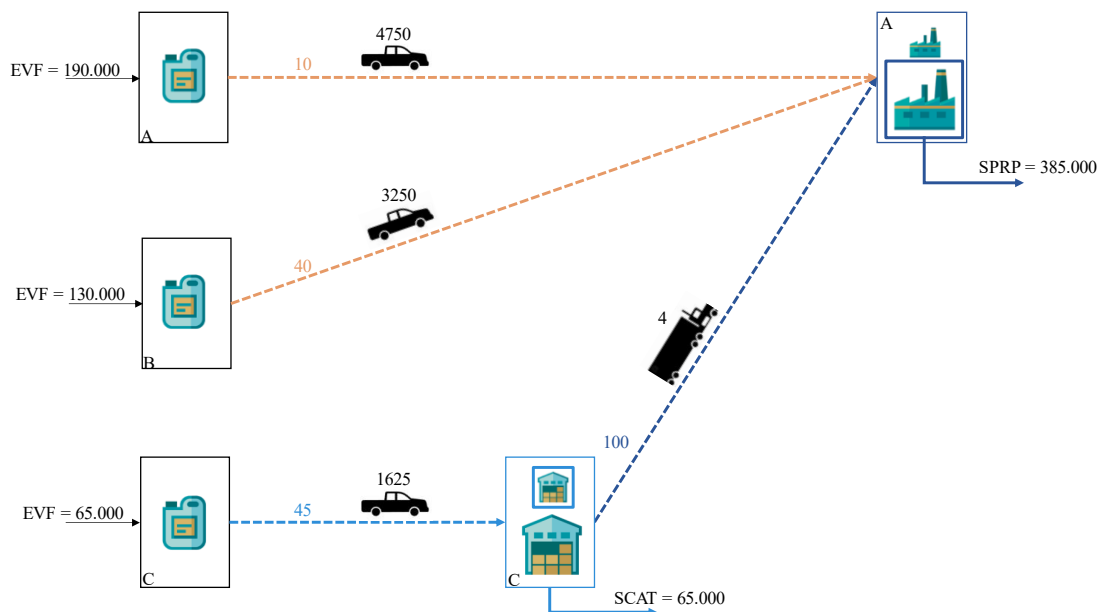 4750
A
EVF = 190.000
10
A
SPRP = 385.000
3250
40
EVF = 130.000
B
4
100
1625
EVF = 65.000
45
C
C
SCAT = 65.000